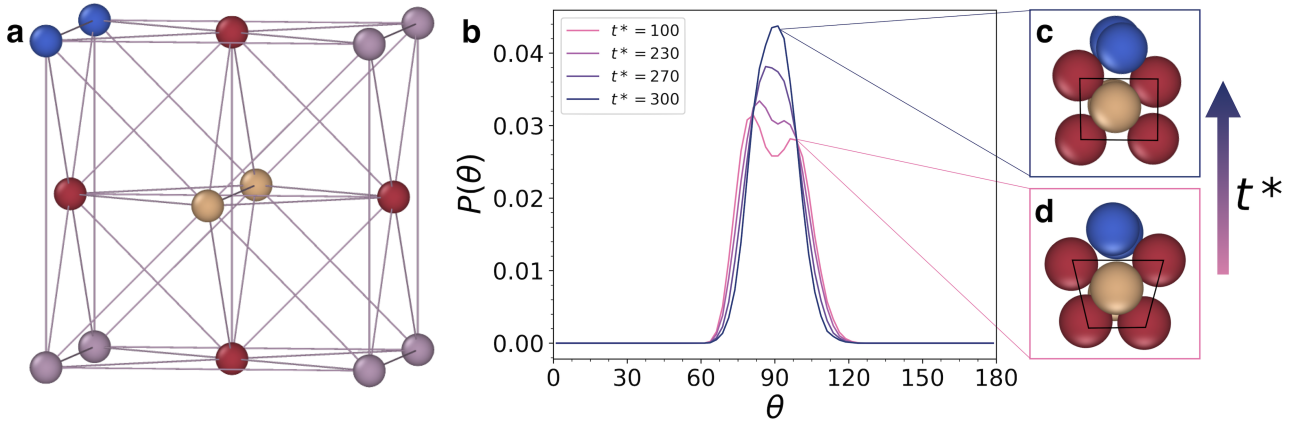 a
b
t* = 100
t* = 230
t* = 270
t* = 300
P(θ)
0.04
0.03
0.02
0.01
0.00
0 30 60 90 120 150 180
θ
c
d
t*